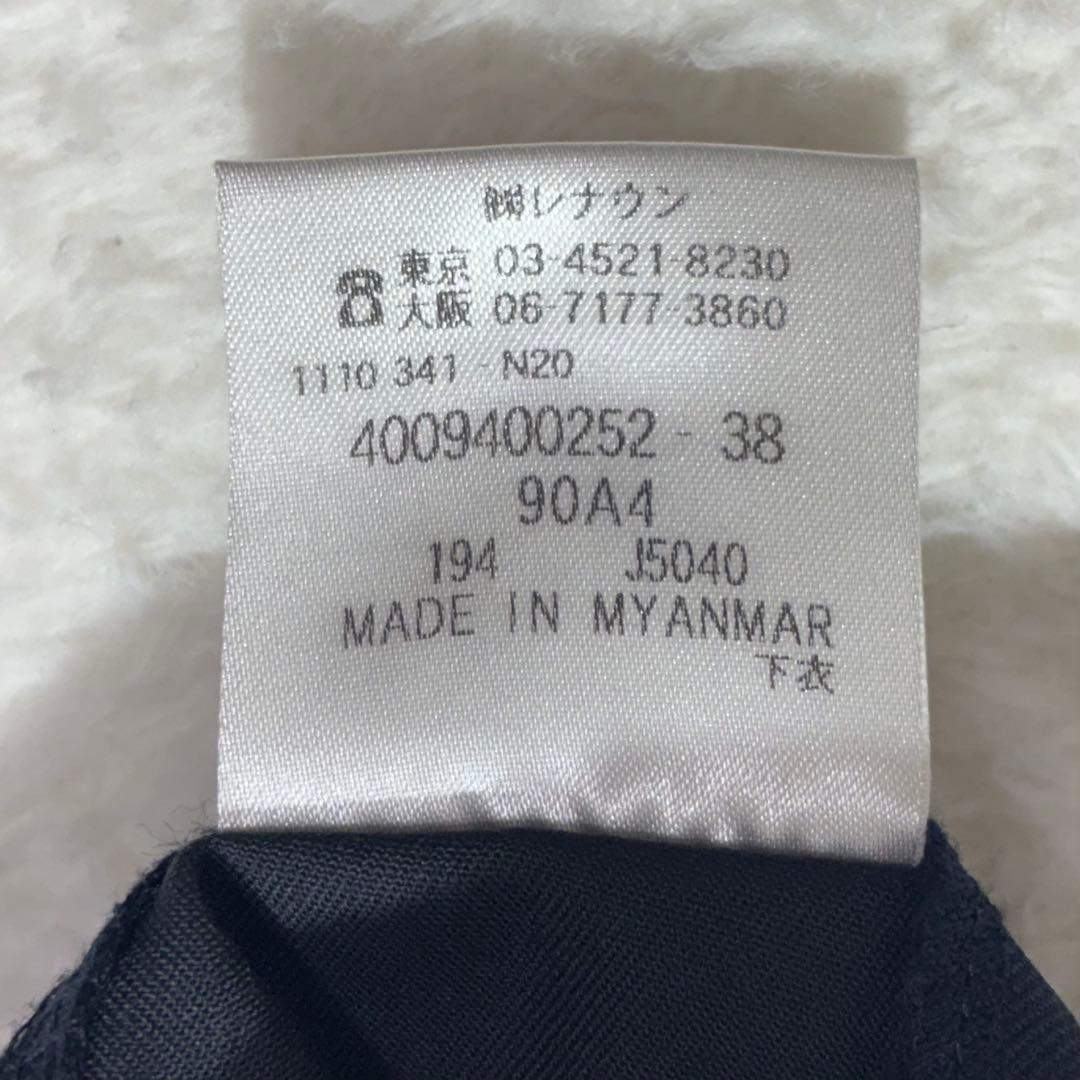 ㈱レナウン
☎ 東京 03-4521-8230
大阪 06-7177-3860
1110 341 - N20
4009400252 - 38
90A4
194 J5040
MADE IN MYANMAR
下衣